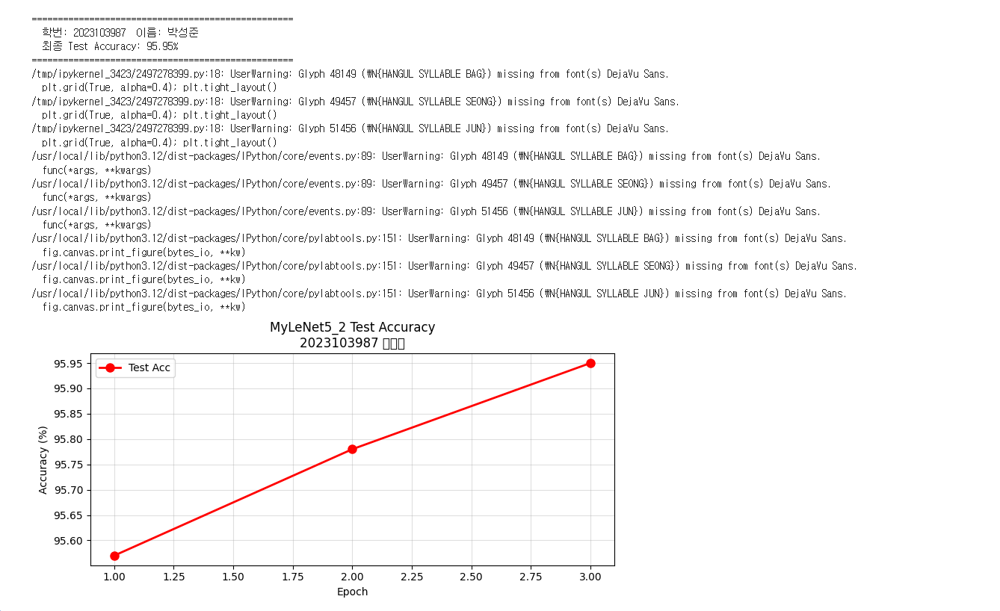 ==================================================
  학번: 2023103987  이름: 박성준
  최종 Test Accuracy: 95.95%
==================================================
/tmp/ipykernel_3423/2497278399.py:18: UserWarning: Glyph 48149 (₩N{HANGUL SYLLABLE BAG}) missing from font(s) DejaVu Sans.
  plt.grid(True, alpha=0.4); plt.tight_layout()
/tmp/ipykernel_3423/2497278399.py:18: UserWarning: Glyph 49457 (₩N{HANGUL SYLLABLE SEONG}) missing from font(s) DejaVu Sans.
  plt.grid(True, alpha=0.4); plt.tight_layout()
/tmp/ipykernel_3423/2497278399.py:18: UserWarning: Glyph 51456 (₩N{HANGUL SYLLABLE JUN}) missing from font(s) DejaVu Sans.
  plt.grid(True, alpha=0.4); plt.tight_layout()
/usr/local/lib/python3.12/dist-packages/IPython/core/events.py:89: UserWarning: Glyph 48149 (₩N{HANGUL SYLLABLE BAG}) missing from font(s) DejaVu Sans.
  func(*args, **kwargs)
/usr/local/lib/python3.12/dist-packages/IPython/core/events.py:89: UserWarning: Glyph 49457 (₩N{HANGUL SYLLABLE SEONG}) missing from font(s) DejaVu Sans.
  func(*args, **kwargs)
/usr/local/lib/python3.12/dist-packages/IPython/core/events.py:89: UserWarning: Glyph 51456 (₩N{HANGUL SYLLABLE JUN}) missing from font(s) DejaVu Sans.
  func(*args, **kwargs)
/usr/local/lib/python3.12/dist-packages/IPython/core/pylabtools.py:151: UserWarning: Glyph 48149 (₩N{HANGUL SYLLABLE BAG}) missing from font(s) DejaVu Sans.
  fig.canvas.print_figure(bytes_io, **kw)
/usr/local/lib/python3.12/dist-packages/IPython/core/pylabtools.py:151: UserWarning: Glyph 49457 (₩N{HANGUL SYLLABLE SEONG}) missing from font(s) DejaVu Sans.
  fig.canvas.print_figure(bytes_io, **kw)
/usr/local/lib/python3.12/dist-packages/IPython/core/pylabtools.py:151: UserWarning: Glyph 51456 (₩N{HANGUL SYLLABLE JUN}) missing from font(s) DejaVu Sans.
  fig.canvas.print_figure(bytes_io, **kw)
MyLeNet5_2 Test Accuracy
2023103987
Test Acc
95.95
95.90
95.85
95.80
95.75
95.70
95.65
95.60
Accuracy (%)
1.00 1.25 1.50 1.75 2.00 2.25 2.50 2.75 3.00
Epoch